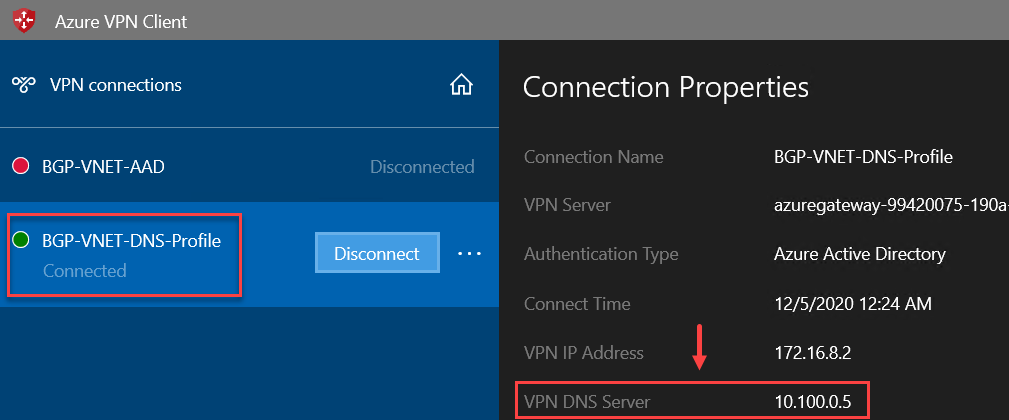 Azure VPN Client
VPN connections
BGP-VNET-AAD Disconnected
BGP-VNET-DNS-Profile
Connected
Disconnect
Connection Properties
Connection Name BGP-VNET-DNS-Profile
VPN Server azuregateway-99420075-190a-
Authentication Type Azure Active Directory
Connect Time 12/5/2020 12:24 AM
VPN IP Address 172.16.8.2
VPN DNS Server 10.100.0.5